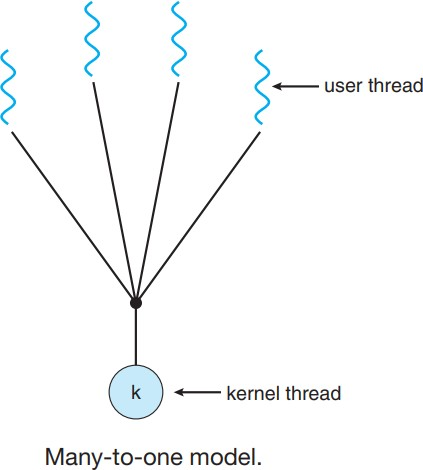 user thread
k
kernel thread
Many-to-one model.